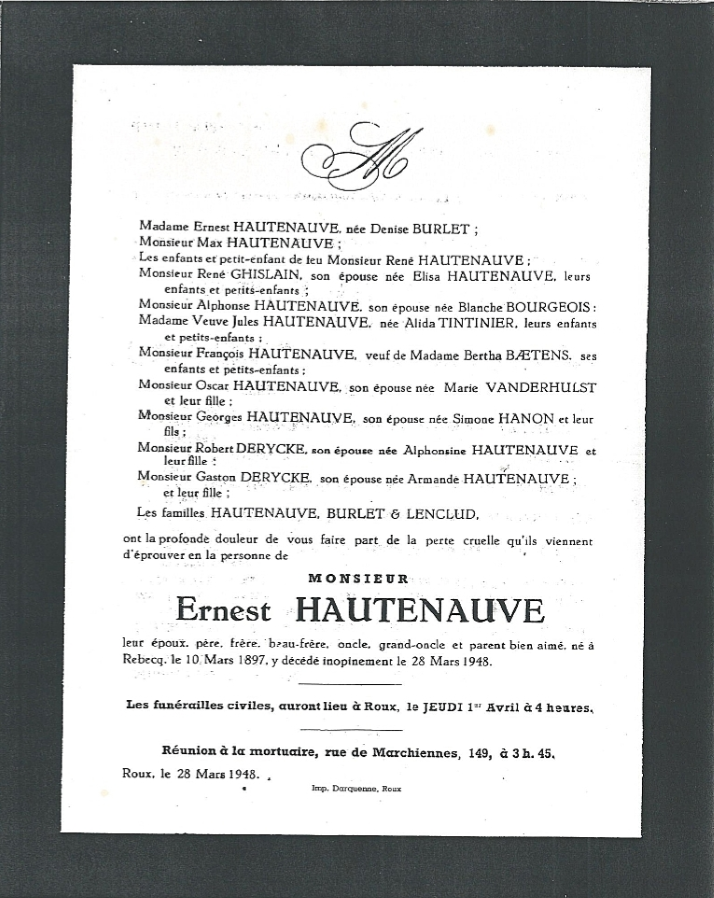 M
Madame Ernest HAUTENAUVE, née Denise BURLET ;
Monsieur Max HAUTENAUVE ;
Les enfants et petit-enfant de feu Monsieur René HAUTENAUVE ;
Monsieur René GHISLAIN, son épouse née Elisa HAUTENAUVE, leurs
enfants et petits-enfants ;
Monsieur Alphonse HAUTENAUVE, son épouse née Blanche BOURGEOIS :
Madame Veuve Jules HAUTENAUVE, née Alida TINTINIER, leurs enfants
et petits-enfants ;
Monsieur François HAUTENAUVE, veuf de Madame Bertha BÆTENS, ses
enfants et petits-enfants ;
Monsieur Oscar HAUTENAUVE, son épouse née Marie VANDERHULST
et leur fille ;
Monsieur Georges HAUTENAUVE, son épouse née Simone HANON et leur
fils ;
Monsieur Robert DERYCKE, son épouse née Alphonsine HAUTENAUVE et
leur fille :
Monsieur Gaston DERYCKE, son épouse née Armande HAUTENAUVE ;
et leur fille ;
Les familles HAUTENAUVE, BURLET & LENCLUD,
ont la profonde douleur de vous faire part de la perte cruelle qu'ils viennent
d'éprouver en la personne de
MONSIEUR
Ernest HAUTENAUVE
leur époux, père, frère, beau-frère, oncle, grand-oncle et parent bien aimé, né à
Rebecq, le 10 Mars 1897, y décédé inopinement le 28 Mars 1948.
Les funérailles civiles, auront lieu à Roux, le JEUDI 1er Avril à 4 heures.
Réunion à la mortuaire, rue de Marchiennes, 149, à 3 h. 45.
Roux, le 28 Mars 1948.
Imp. Darquenne, Roux